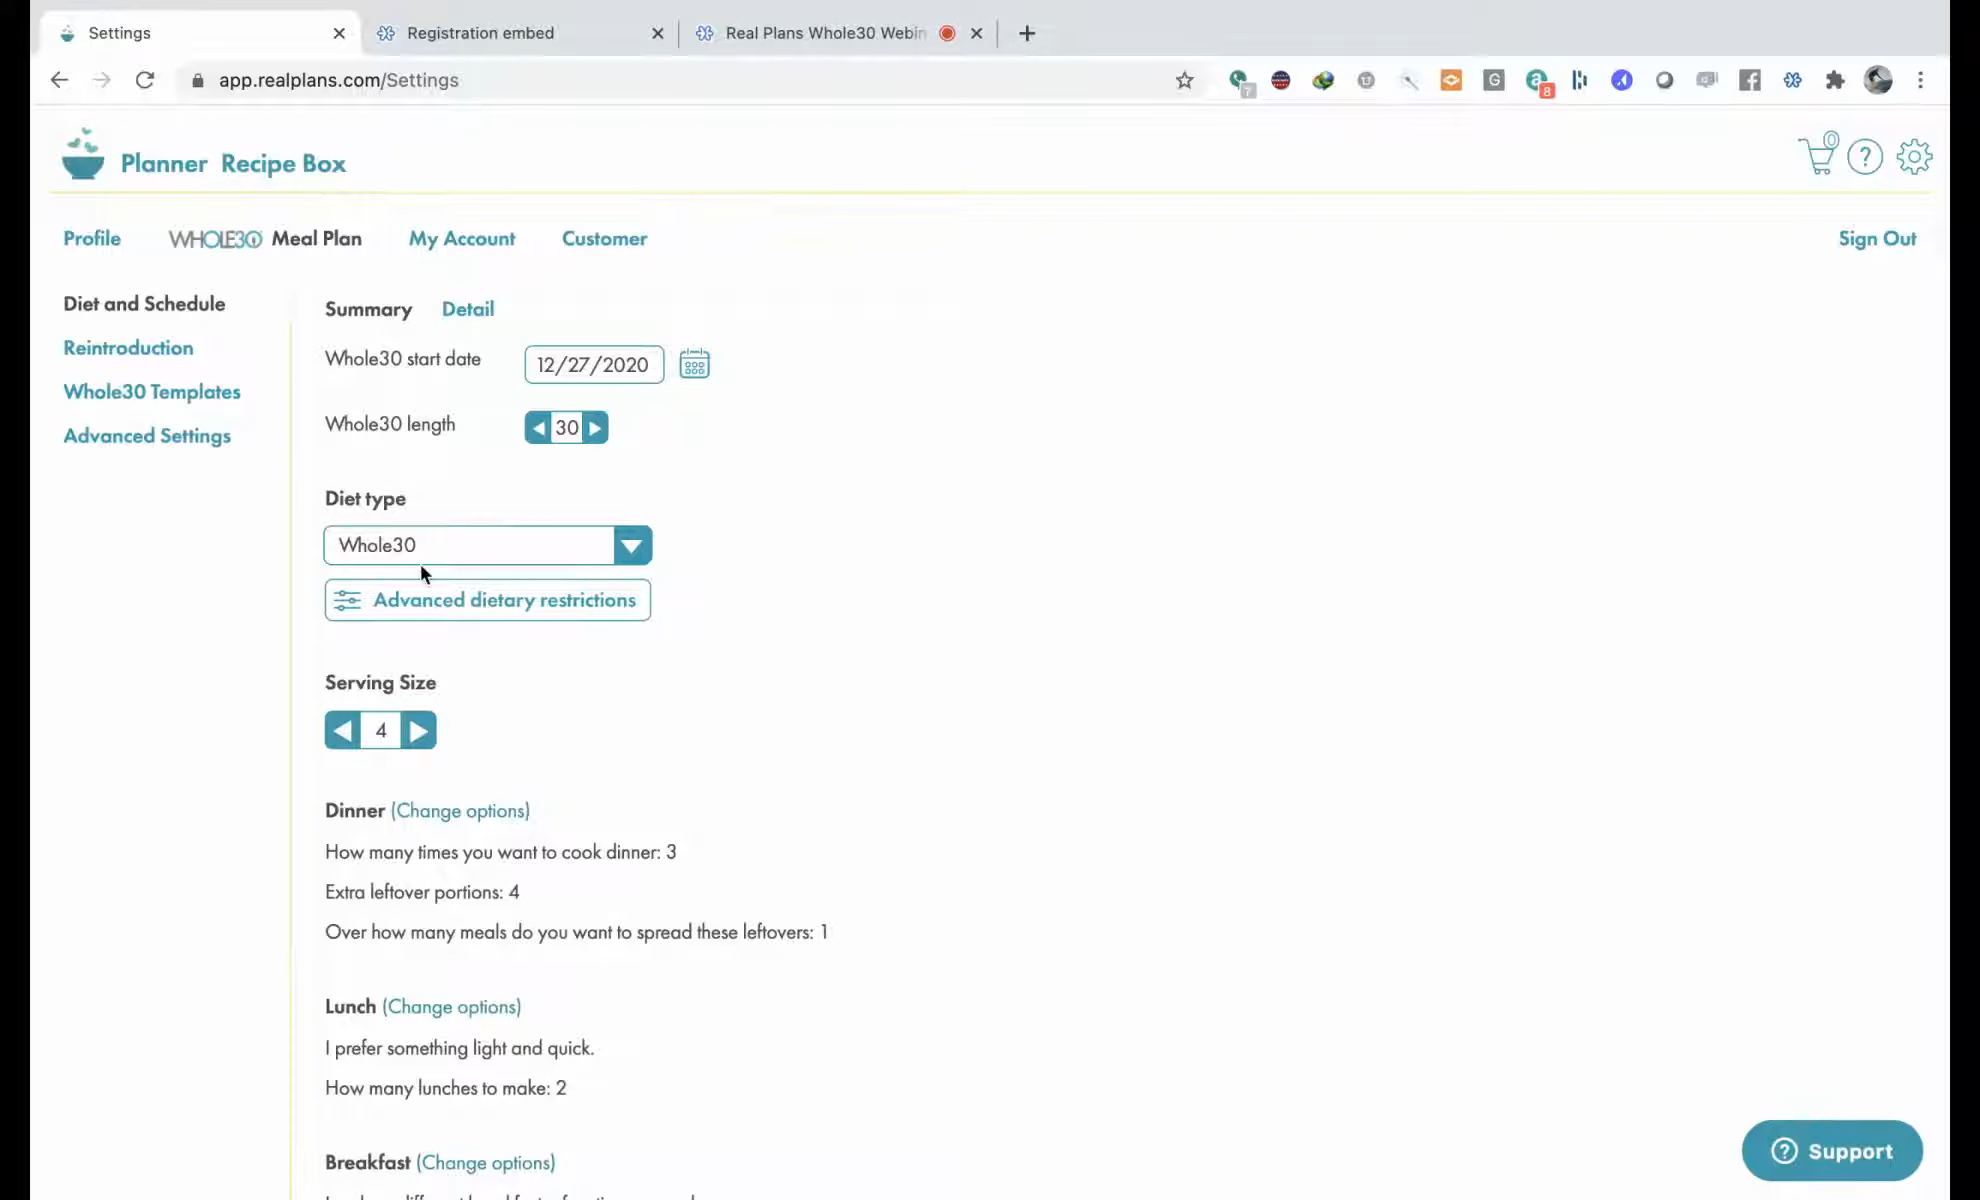 Settings
Registration embed
Real Plans Whole30 Webin
app.realplans.com/Settings
7
13
G
a
8
Planner Recipe Box
0
?
Profile WHOLE30 Meal Plan My Account Customer Sign Out
Diet and Schedule
Reintroduction
Whole30 Templates
Advanced Settings
Summary Detail
Whole30 start date 12/27/2020
Whole30 length 30
Diet type
Whole30
Advanced dietary restrictions
Serving Size
4
Dinner (Change options)
How many times you want to cook dinner: 3
Extra leftover portions: 4
Over how many meals do you want to spread these leftovers: 1
Lunch (Change options)
I prefer something light and quick.
How many lunches to make: 2
Breakfast (Change options)
? Support